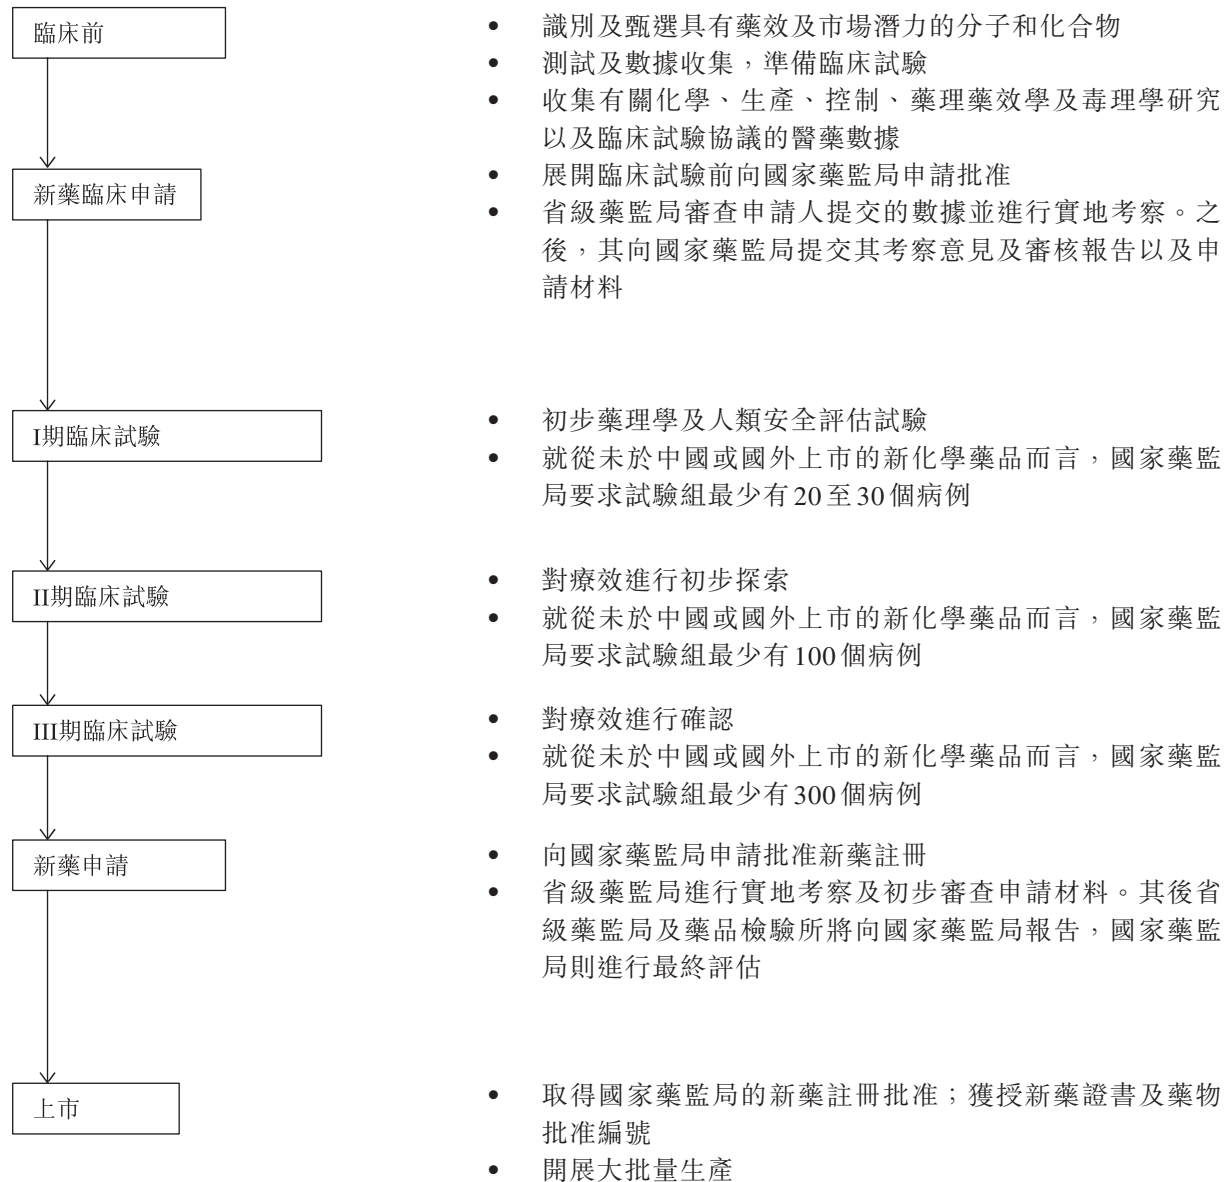 臨床前
• 識別及甄選具有藥效及市場潛力的分子和化合物
• 測試及數據收集，準備臨床試驗
• 收集有關化學、生產、控制、藥理藥效學及毒理學研究
以及臨床試驗協議的醫藥數據
新藥臨床申請
• 展開臨床試驗前向國家藥監局申請批准
• 省級藥監局審查申請人提交的數據並進行實地考察。之
後，其向國家藥監局提交其考察意見及審核報告以及申
請材料
I期臨床試驗
• 初步藥理學及人類安全評估試驗
• 就從未於中國或國外上市的新化學藥品而言，國家藥監
局要求試驗組最少有20至30個病例
II期臨床試驗
• 對療效進行初步探索
• 就從未於中國或國外上市的新化學藥品而言，國家藥監
局要求試驗組最少有100個病例
III期臨床試驗
• 對療效進行確認
• 就從未於中國或國外上市的新化學藥品而言，國家藥監
局要求試驗組最少有300個病例
新藥申請
• 向國家藥監局申請批准新藥註冊
• 省級藥監局進行實地考察及初步審查申請材料。其後省
級藥監局及藥品檢驗所將向國家藥監局報告，國家藥監
局則進行最終評估
上市
• 取得國家藥監局的新藥註冊批准；獲授新藥證書及藥物
批准編號
• 開展大批量生產